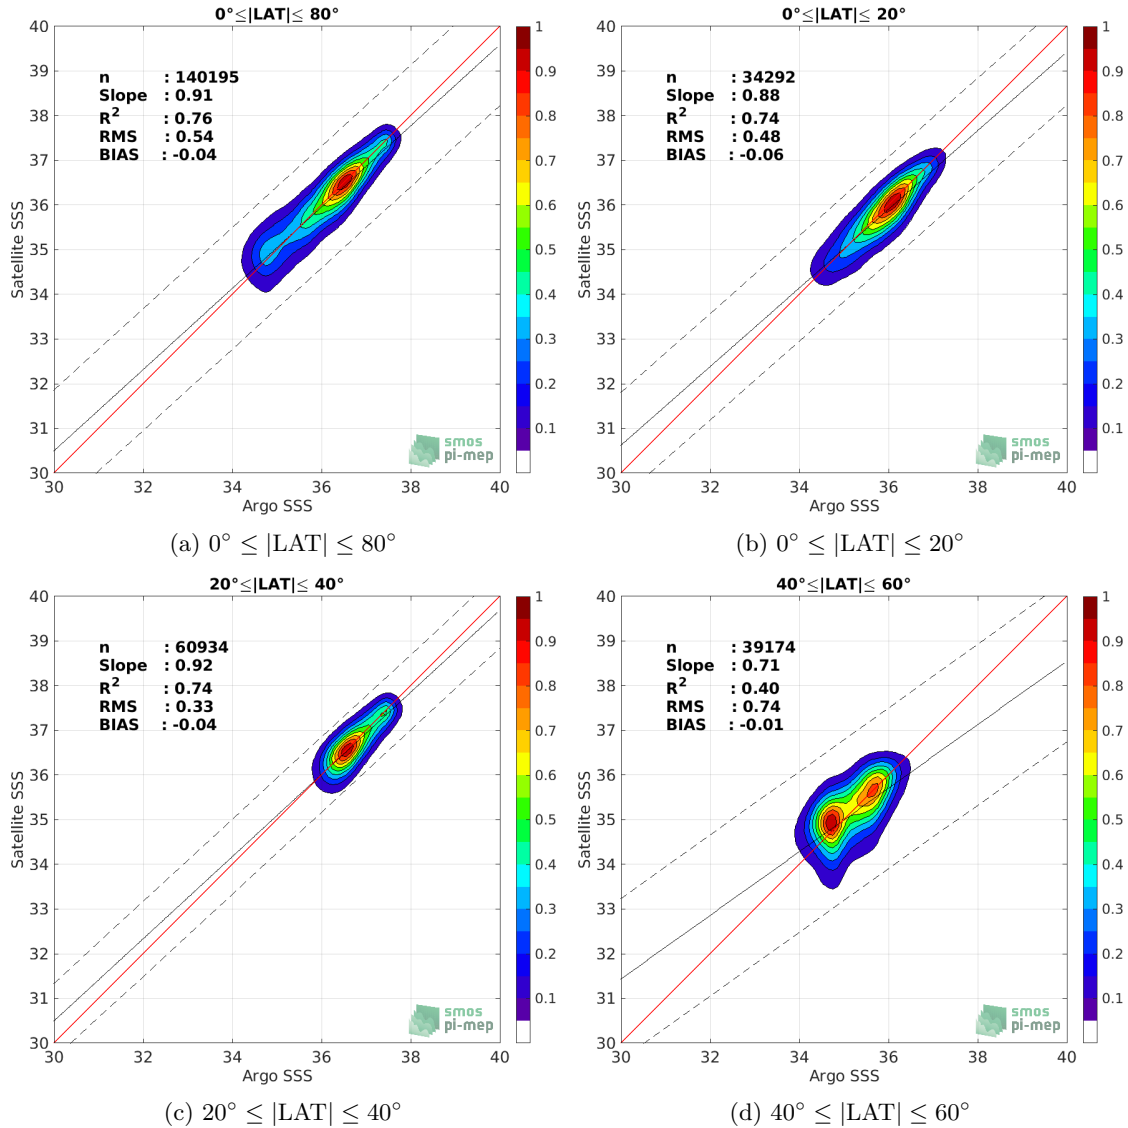 0°≤|LAT|≤ 80°
n : 140195
Slope : 0.91
R² : 0.76
RMS : 0.54
BIAS : -0.04
Satellite SSS
40
39
38
37
36
35
34
33
32
31
30
30 32 34 36 38 40
Argo SSS
1
0.9
0.8
0.7
0.6
0.5
0.4
0.3
0.2
0.1
smos
pi-mep
(a) 0° ≤ |LAT| ≤ 80°
0°≤|LAT|≤ 20°
n : 34292
Slope : 0.88
R² : 0.74
RMS : 0.48
BIAS : -0.06
Satellite SSS
40
39
38
37
36
35
34
33
32
31
30
30 32 34 36 38 40
Argo SSS
1
0.9
0.8
0.7
0.6
0.5
0.4
0.3
0.2
0.1
smos
pi-mep
(b) 0° ≤ |LAT| ≤ 20°
20°≤|LAT|≤ 40°
n : 60934
Slope : 0.92
R² : 0.74
RMS : 0.33
BIAS : -0.04
Satellite SSS
40
39
38
37
36
35
34
33
32
31
30
30 32 34 36 38 40
Argo SSS
1
0.9
0.8
0.7
0.6
0.5
0.4
0.3
0.2
0.1
smos
pi-mep
(c) 20° ≤ |LAT| ≤ 40°
40°≤|LAT|≤ 60°
n : 39174
Slope : 0.71
R² : 0.40
RMS : 0.74
BIAS : -0.01
Satellite SSS
40
39
38
37
36
35
34
33
32
31
30
30 32 34 36 38 40
Argo SSS
1
0.9
0.8
0.7
0.6
0.5
0.4
0.3
0.2
0.1
smos
pi-mep
(d) 40° ≤ |LAT| ≤ 60°